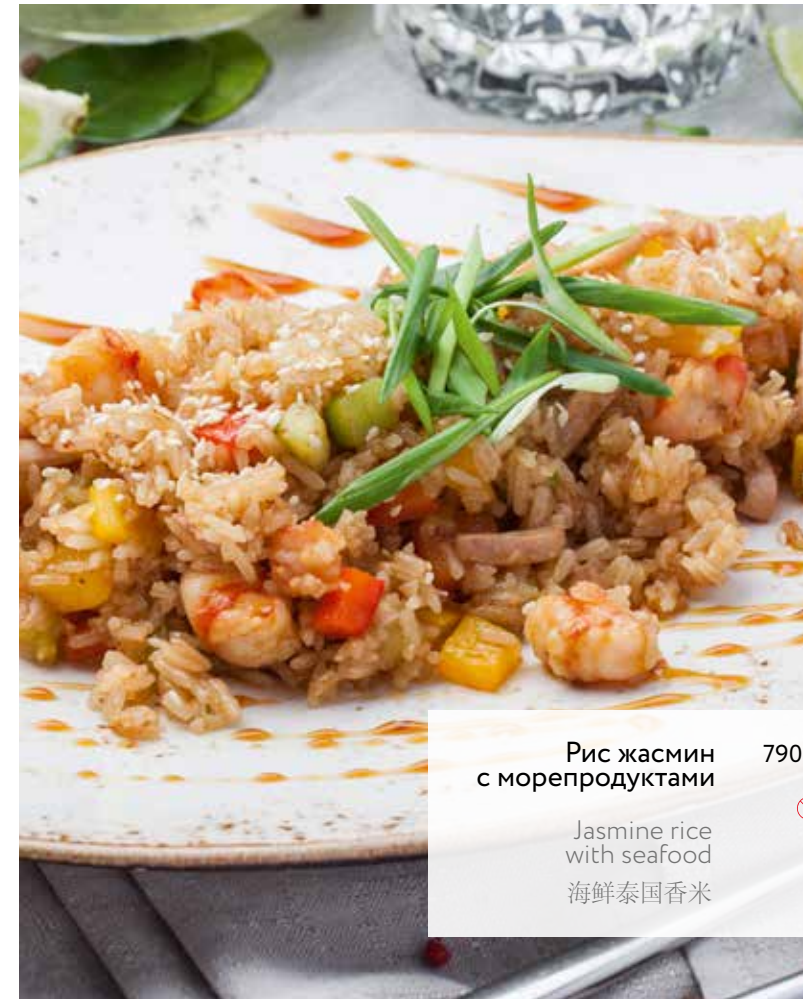 Рис жасмин 790
с морепродуктами
Jasmine rice
with seafood
海鲜泰国香米